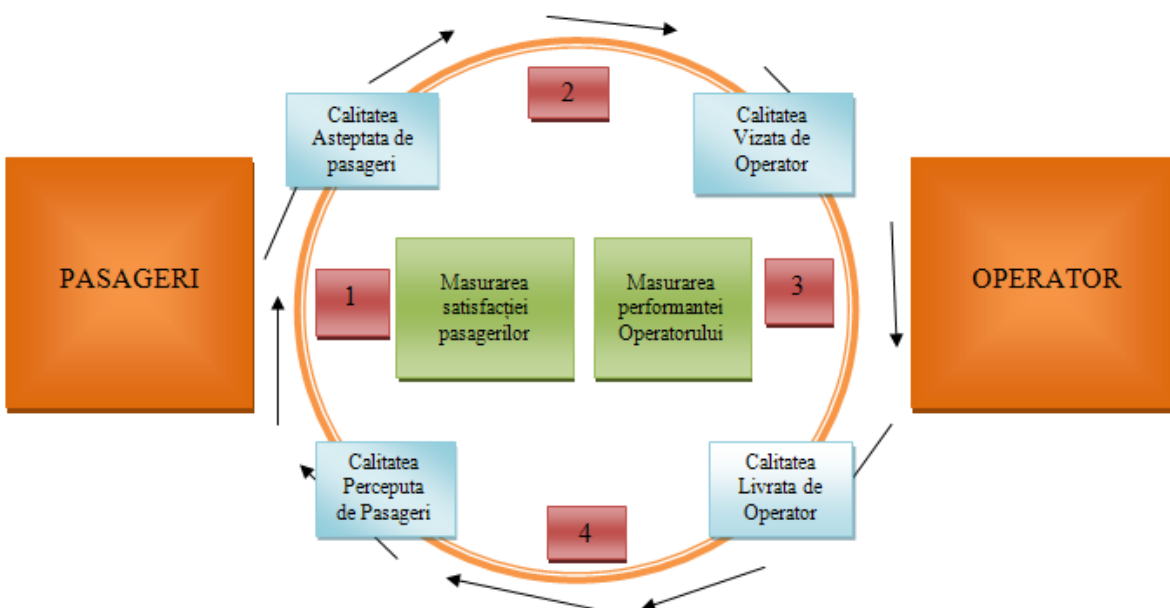 2
Calitatea
Asteptata de
pasageri
Calitatea
Vizata de
Operator
PASAGERI
OPERATOR
1
Masurarea
satisfacției
pasagerilor
Masurarea
performantei
Operatorului
3
Calitatea
Perceputa
de Pasageri
Calitatea
Livrata de
Operator
4